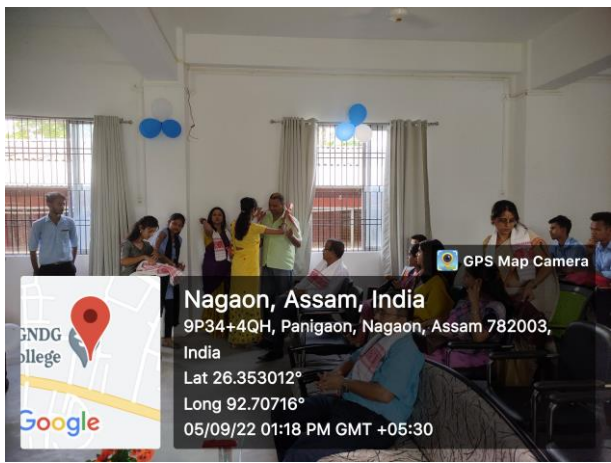 GPS Map Camera
Nagaon, Assam, India
9P34+4QH, Panigaon, Nagaon, Assam 782003,
India
Lat 26.353012°
Long 92.70716°
05/09/22 01:18 PM GMT +05:30
GNDG
ollege
Google